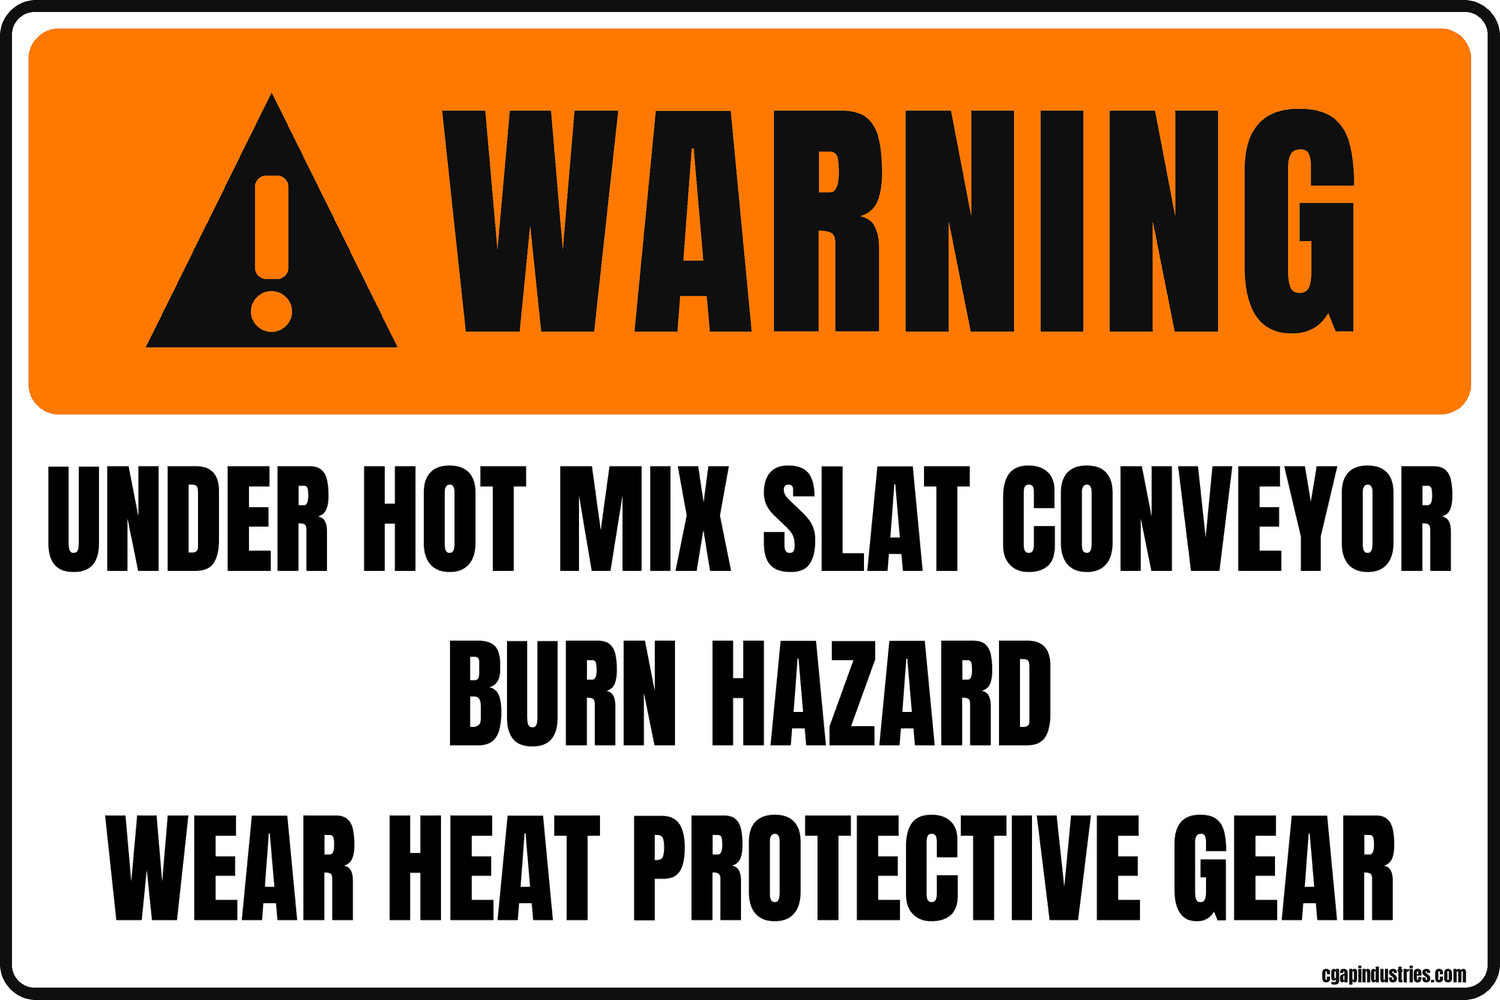 WARNING
UNDER HOT MIX SLAT CONVEYOR
BURN HAZARD
WEAR HEAT PROTECTIVE GEAR
cgapindustries.com